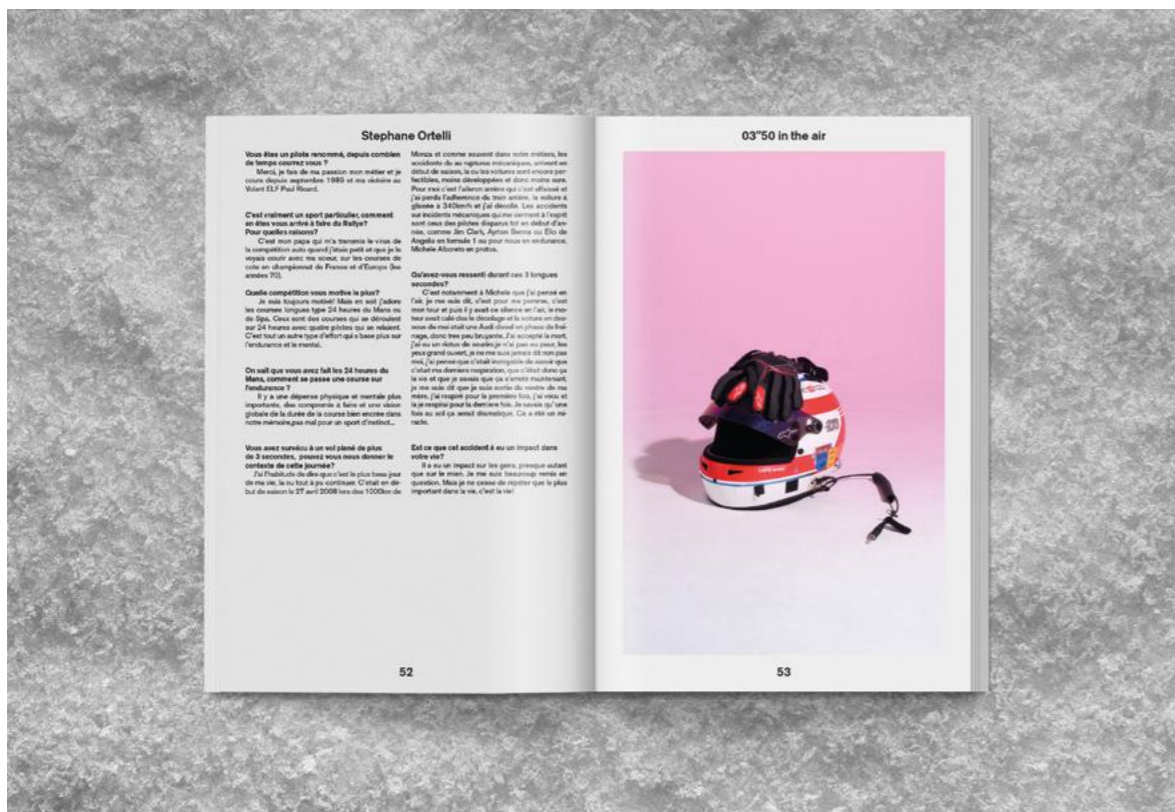 Stephane Ortelli
Vous êtes un pilote renommé, depuis combien
de temps courrez vous ?
Merci, je fais de ma passion mon métier et je
cours depuis septembre 1989 et ma victoire au
Volant ELF Paul Ricard.
C'est vraiment un sport particulier, comment
en êtes vous arrivé à faire du Rallye?
Pour quelles raisons?
C'est mon papa qui m'a transmis le virus de
la compétition auto quand j'étais petit et que je le
voyais courir avec ma soeur, sur les courses de
cote en championnat de France et d'Europe (les
années 70).
Quelle compétition vous motive le plus?
Je suis toujours motivé! Mais en soit j'adore
les courses longues type 24 heures du Mans ou
de Spa. Ceux sont des courses qui se déroulent
sur 24 heures avec quatre pilotes qui se relaient.
C'est tout un autre type d'effort qui s base plus sur
l'endurance et le mental.
On sait que vous avez fait les 24 heures du
Mans, comment se passe une course sur
l'endurance ?
Il y a une dépense physique et mentale plus
importante, des compromis à faire et une vision
globale de la durée de la course bien encrée dans
notre mémoire,pas mal pour un sport d'instinct...
Vous avez survécu à un vol plané de plus
de 3 secondes, pouvez vous nous donner le
contexte de cette journée?
J'ai l'habitude de dire que c'est le plus beau jour
de ma vie, la ou tout à pu continuer. C'était en dé-
but de saison le 27 avril 2008 lors des 1000km de
Monza et comme souvent dans notre métiers, les
accidents du au ruptures mécaniques, arrivent en
début de saison, la ou les voitures sont encore per-
fectibles, moins développées et donc moins sure.
Pour moi c'est l'aileron arrière qui c'est affaissé et
j'ai perdu l'adherence du train arrière, la voiture à
glissée à 340km/h et j'ai décollé. Les accidents
sur incidents mécaniques qui me viennent à l'esprit
sont ceux des pilotes disparus tot en début d'an-
née, comme Jim Clark, Ayrton Senna ou Elio de
Angelis en formule 1 ou pour nous en endurance,
Michele Alboreto en protos.
Qu'avez-vous ressenti durant ces 3 longues
secondes?
C'est notamment à Michele que j'ai pensé en
l'air, je me suis dit, c'est pour ma pomme, c'est
mon tour et puis il y avait ce silence en l'air, le mo-
teur avait calé des le décollage et la voiture en des-
sous de moi était une Audi diesel en phase de frei-
nage, donc tres peu bruyante. J'ai accepté la mort,
j'ai eu un rictus de sourire,je n'ai pas eu peur, les
yeux grand ouvert, je ne me suis jamais dit non pas
moi, j'ai pensé que c'était incroyable de savoir que
c'était ma derniere respiration, que c'était donc ça
la vie et que je savais que ça s'arreté maintenant,
je me suis dit que je suis sortie du ventre de ma
mère, j'ai respiré pour la première fois, j'ai vécu et
la je respirai pour la derniere fois. Je savais qu'une
fois au sol ça serait dramatique. Ca a été un mi-
racle.
Est ce que cet accident à eu un impact dans
votre vie?
Il a eu un impact sur les gens, presque autant
que sur le mien. Je me suis beaucoup remis en
question. Mais je ne cesse de répéter que le plus
important dans la vie, c'est la vie!
52
03"50 in the air
53